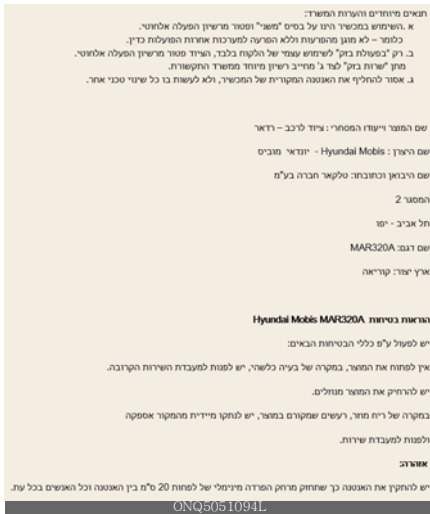 תנאים מיוחדים והערות המשרד:
א .השימוש במכשיר הינו על בסיס "משני" ופטור מרשיון הפעלה אלחוטי.
כלומר – לא מוגן מהפרעות וללא הפרעה למערכות אחרות הפועלות כדין.
ב. רק "בפעולת בזק" לשימוש עצמי של הלקוח בלבד, הציוד פטור מרשיון הפעלה אלחוטי.
מתן "שרות בזק" לצד ג' מחייב רשיון מיוחד ממשרד התקשורת.
ג. אסור להחליף את האנטנה המקורית של המכשיר, ולא לעשות בו כל שינוי טכני אחר.
שם המוצר וייעודו המסחרי : ציוד לרכב – רדאר
שם היצרן : Hyundai Mobis - יונדאי מוביס
שם היבואן וכתובתו: טלקאר חברה בע"מ
המסגר 2
תל אביב - יפו
שם דגם: MAR320A
ארץ יצור: קוריאה
הוראות בטיחות Hyundai Mobis MAR320A
יש לפעול ע"פ כללי הבטיחות הבאים:
אין לפתוח את המוצר, במקרה של בעיה כלשהי, יש לפנות למעבדת השירות הקרובה.
יש להרחיק את המוצר מנוזלים.
במקרה של ריח מוזר, רעשים שמקורם במוצר, יש לנתקו מיידית מהמקור אספקה
ולפנות למעבדת שירות.
אזהרה:
יש להתקין את האנטנה כך שתחזק מרחק הפרדה מינימלי של לפחות 20 ס"מ בין האנטנה וכל האנשים בכל עת.
ONQ5051094L